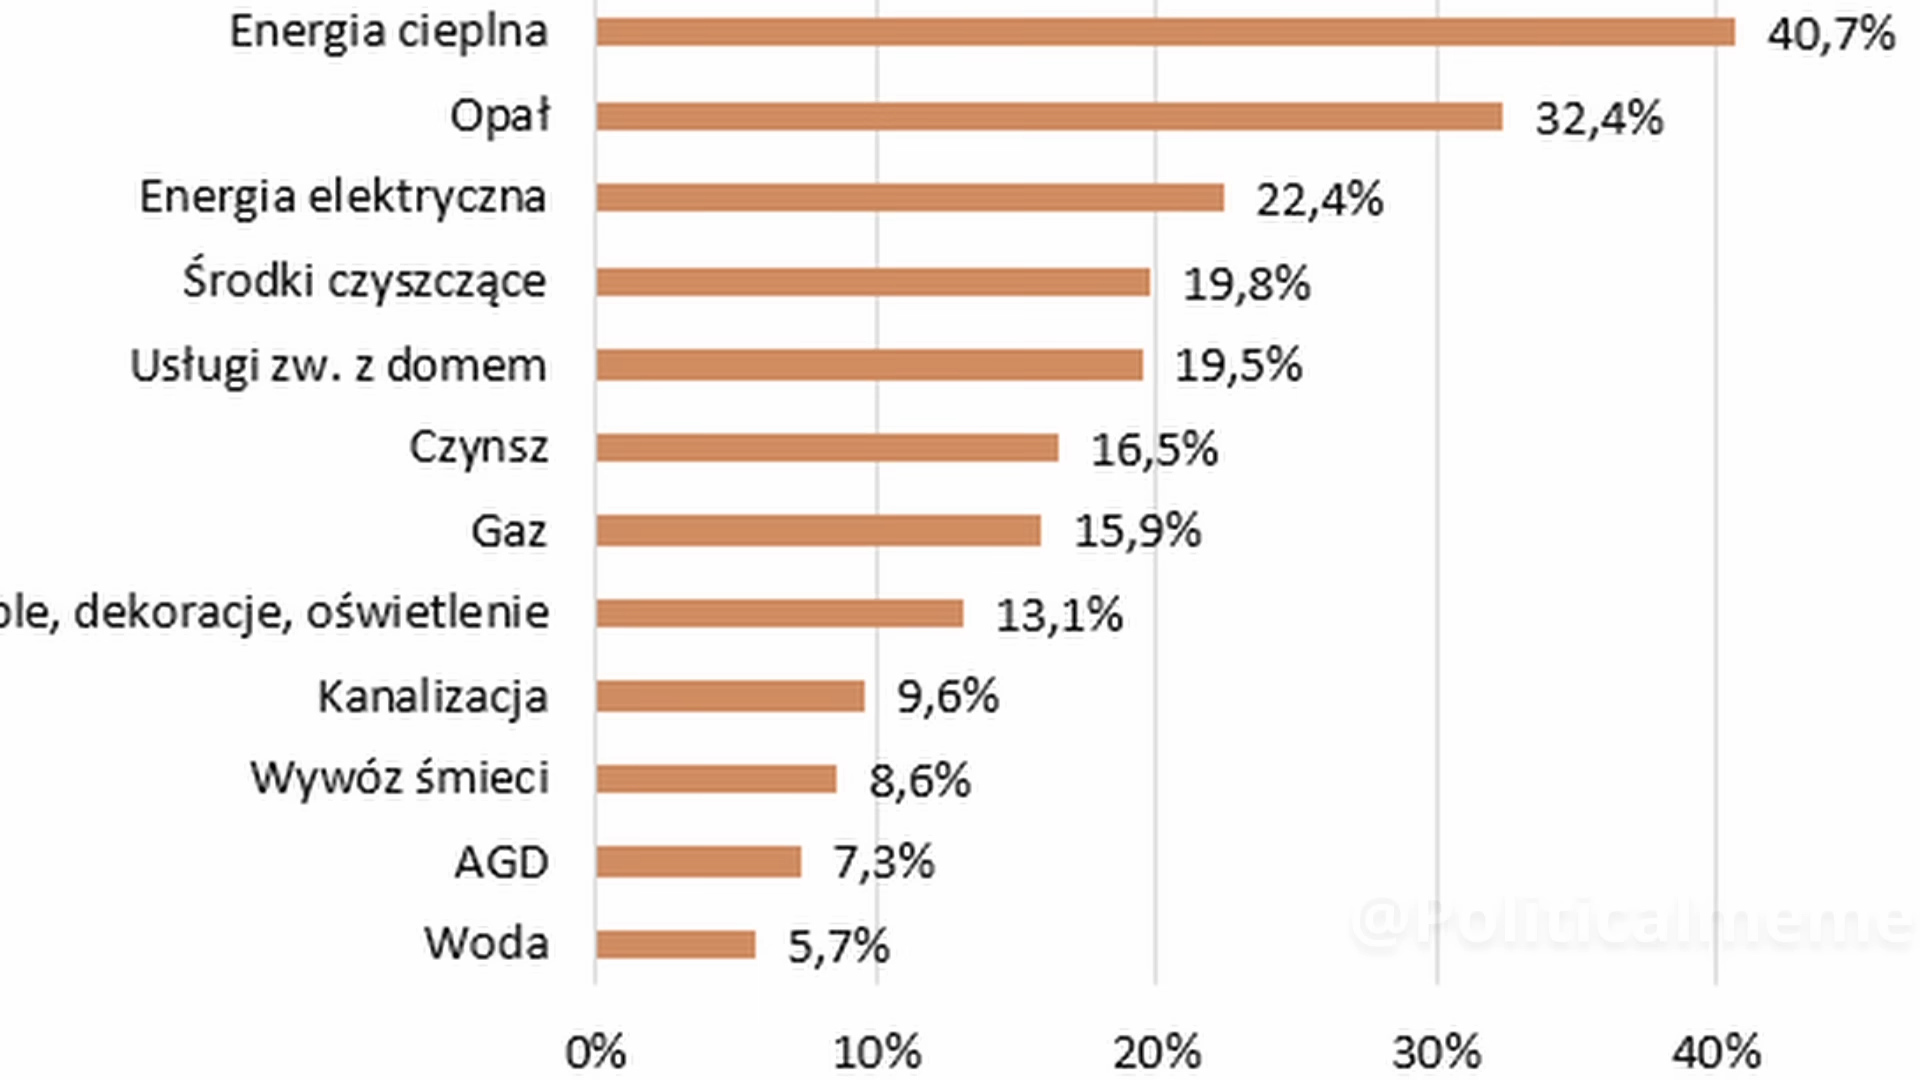 Energia cieplna 40,7%
Opał 32,4%
Energia elektryczna 22,4%
Środki czyszczące 19,8%
Usługi zw. z domem 19,5%
Czynsz 16,5%
Gaz 15,9%
dekoracje, oświetlenie 13,1%
Kanalizacja 9,6%
Wywóz śmieci 8,6%
AGD 7,3%
Woda 5,7%
@Politicalmeme
0% 10% 20% 30% 40%